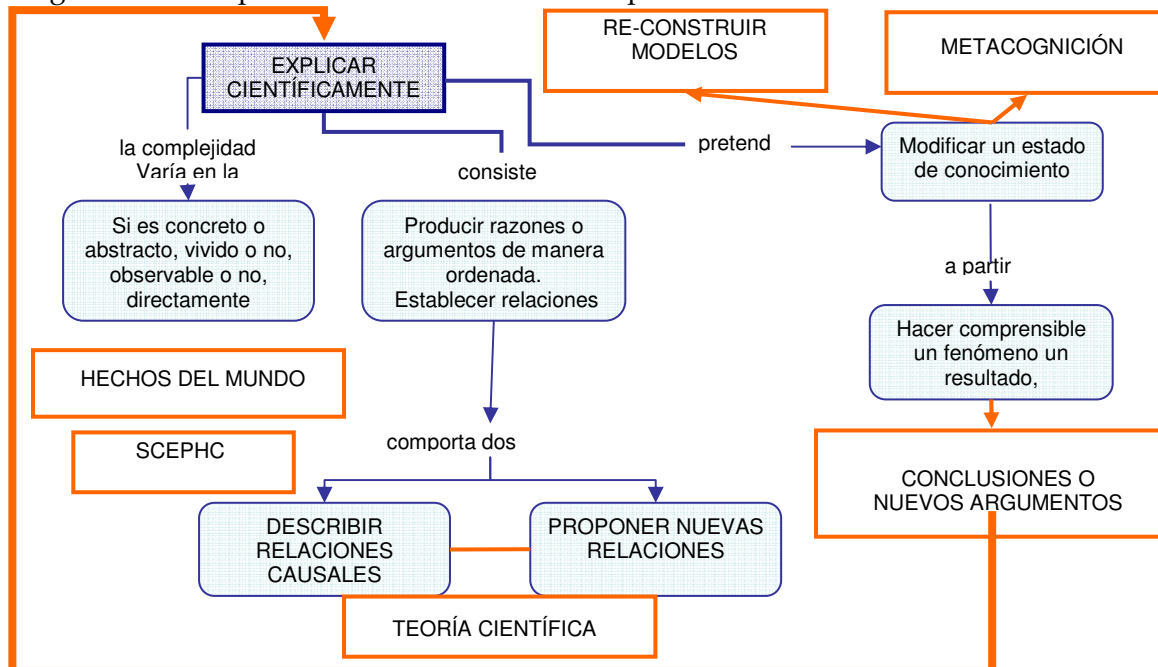 RE-CONSTRUIR
MODELOS
METACOGNICIÓN
EXPLICAR
CIENTÍFICAMENTE
la complejidad
Varía en la
consiste
pretend
Modificar un estado
de conocimiento
Si es concreto o
abstracto, vivido o no,
observable o no,
directamente
Producir razones o
argumentos de manera
ordenada.
Establecer relaciones
a partir
Hacer comprensible
un fenómeno un
resultado,
HECHOS DEL MUNDO
SCEPHC
comporta dos
CONCLUSIONES O
NUEVOS ARGUMENTOS
DESCRIBIR
RELACIONES
CAUSALES
PROPONER NUEVAS
RELACIONES
TEORÍA CIENTÍFICA